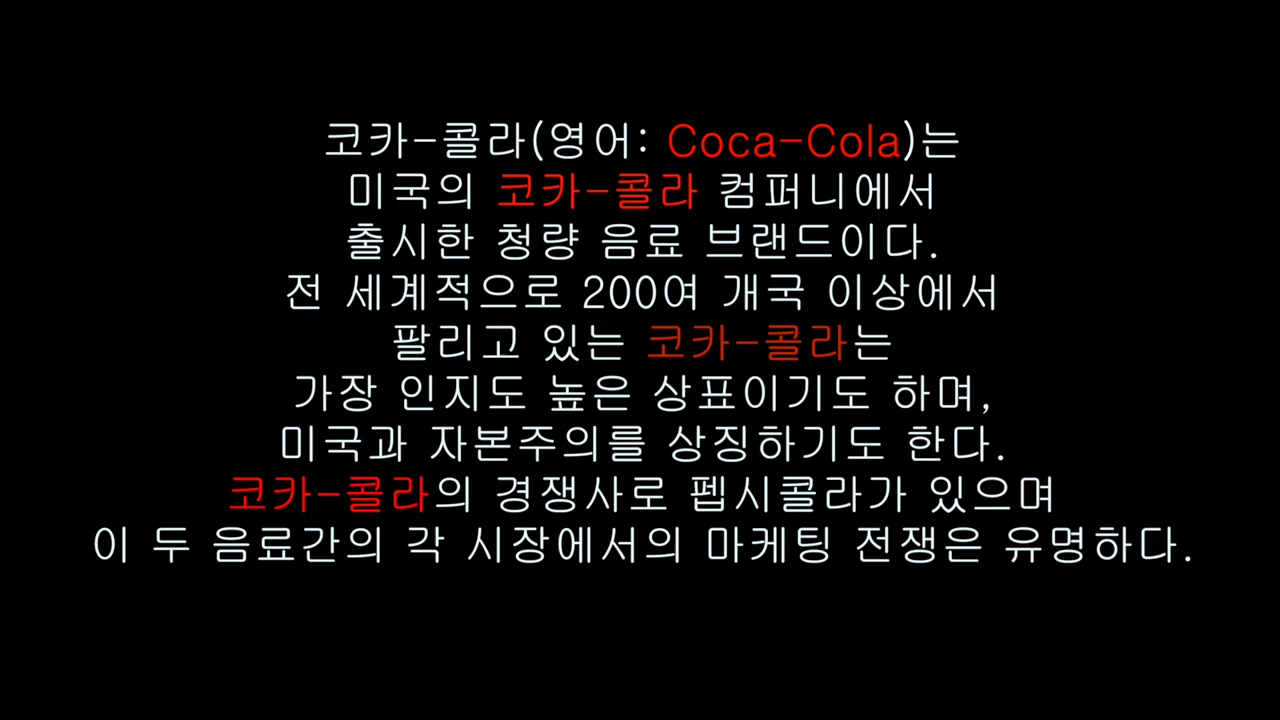 코카-콜라(영어: Coca-Cola)는
미국의 코카-콜라 컴퍼니에서
출시한 청량 음료 브랜드이다.
전 세계적으로 200여 개국 이상에서
팔리고 있는 코카-콜라는
가장 인지도 높은 상표이기도 하며,
미국과 자본주의를 상징하기도 한다.
코카-콜라의 경쟁사로 펩시콜라가 있으며
이 두 음료간의 각 시장에서의 마케팅 전쟁은 유명하다.